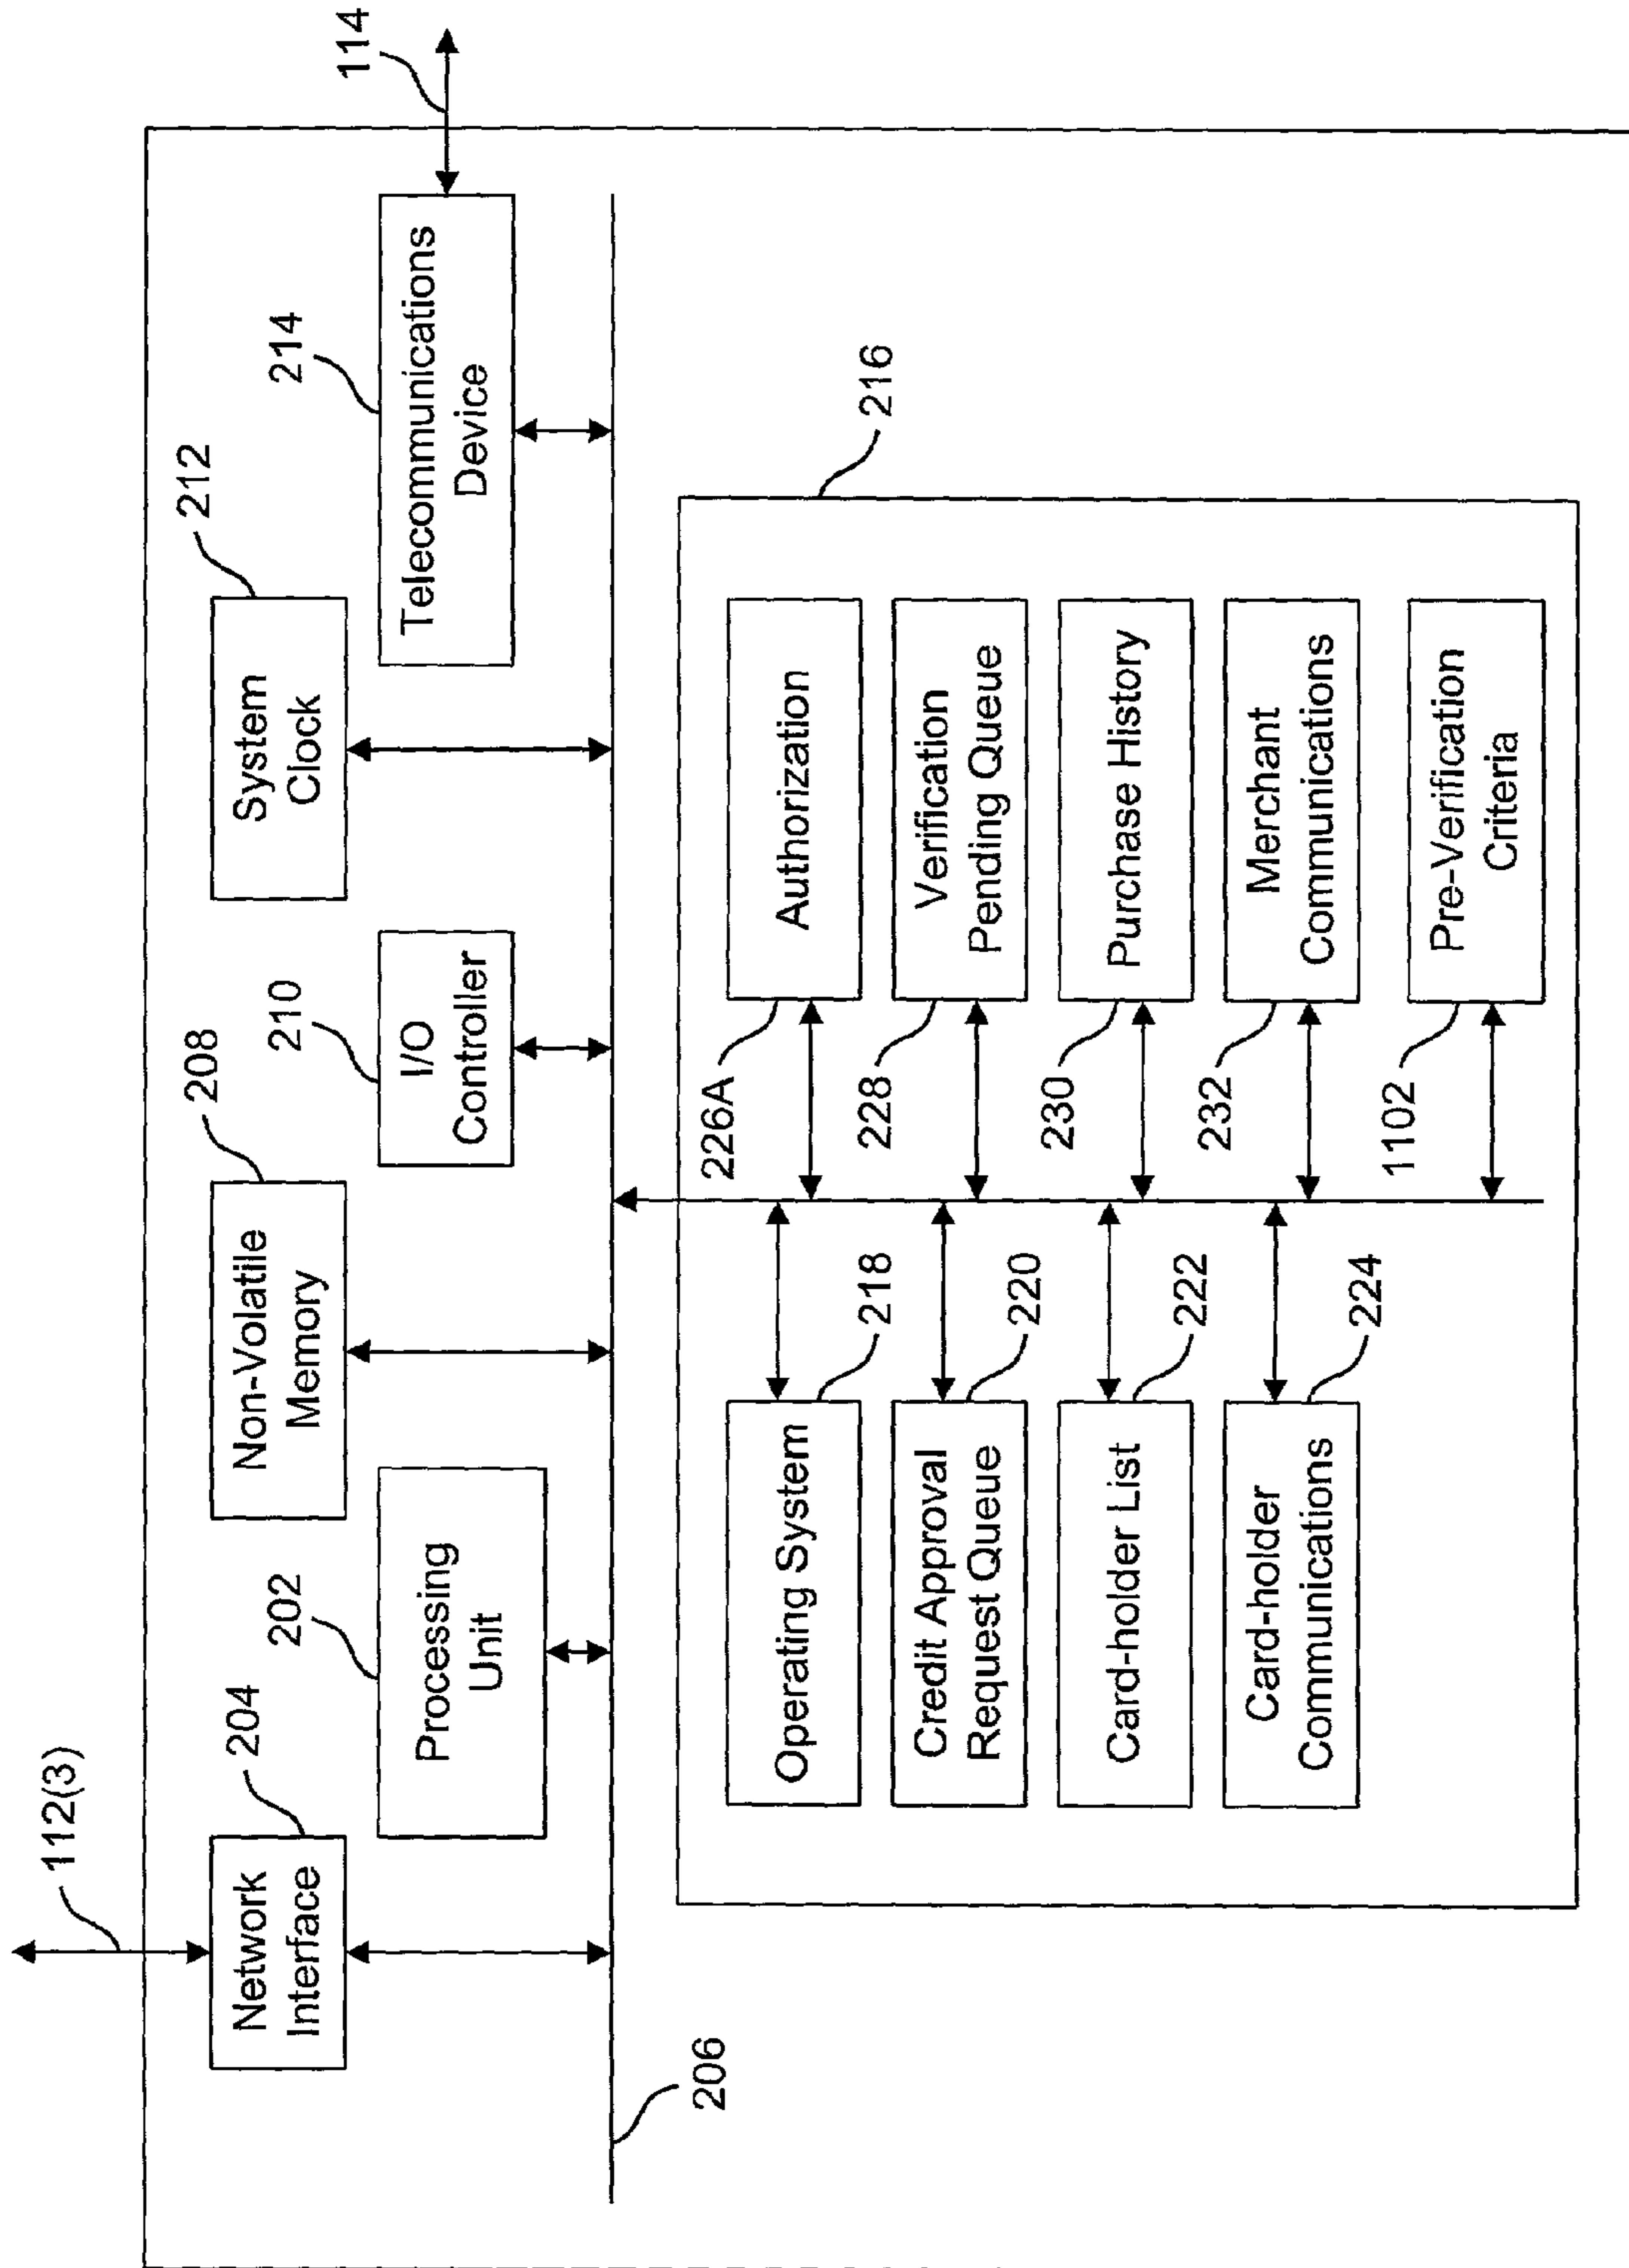 112(3)
204
Network
Interface
202
Processing
Unit
208
Non-Volatile
Memory
210
I/O
Controller
212
System
Clock
214
Telecommunications
Device
114
206
216
Operating System
218
Credit Approval
Request Queue
220
Card-holder List
222
Card-holder
Communications
224
226A
Authorization
228
Verification
Pending Queue
230
Purchase History
232
Merchant
Communications
1102
Pre-Verification
Criteria